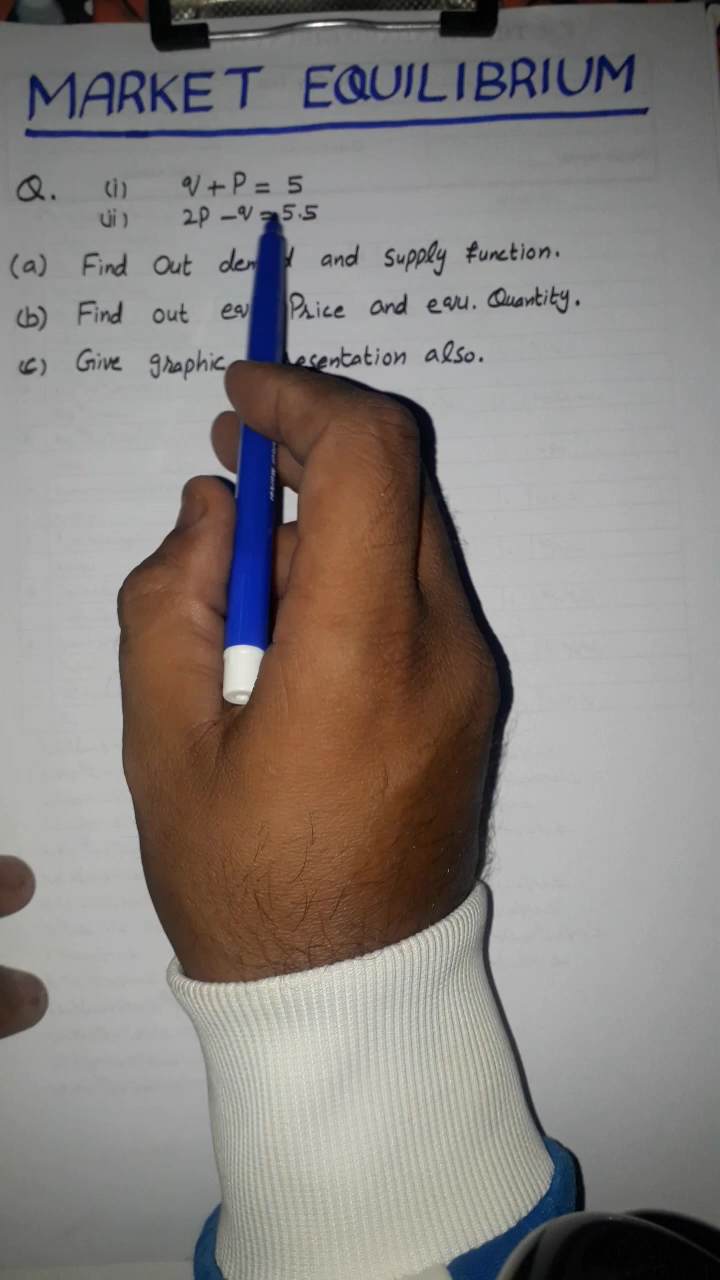 MARKET EQUILIBRIUM
Q. (i) q + P = 5
(ii) 2P - q = 5.5
(a) Find Out and Supply function.
(b) Find out Price and equ. Quantity.
(c) Give also.